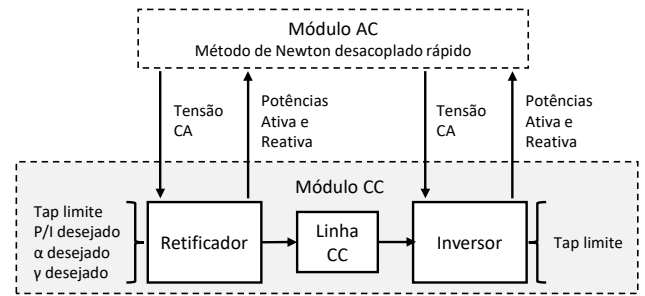 Módulo AC
Método de Newton desacoplado rápido
Tensão
CA
Potências
Ativa e
Reativa
Tensão
CA
Potências
Ativa e
Reativa
Módulo CC
Tap limite
P/I desejado
α desejado
γ desejado
Retificador
Linha
CC
Inversor
Tap limite